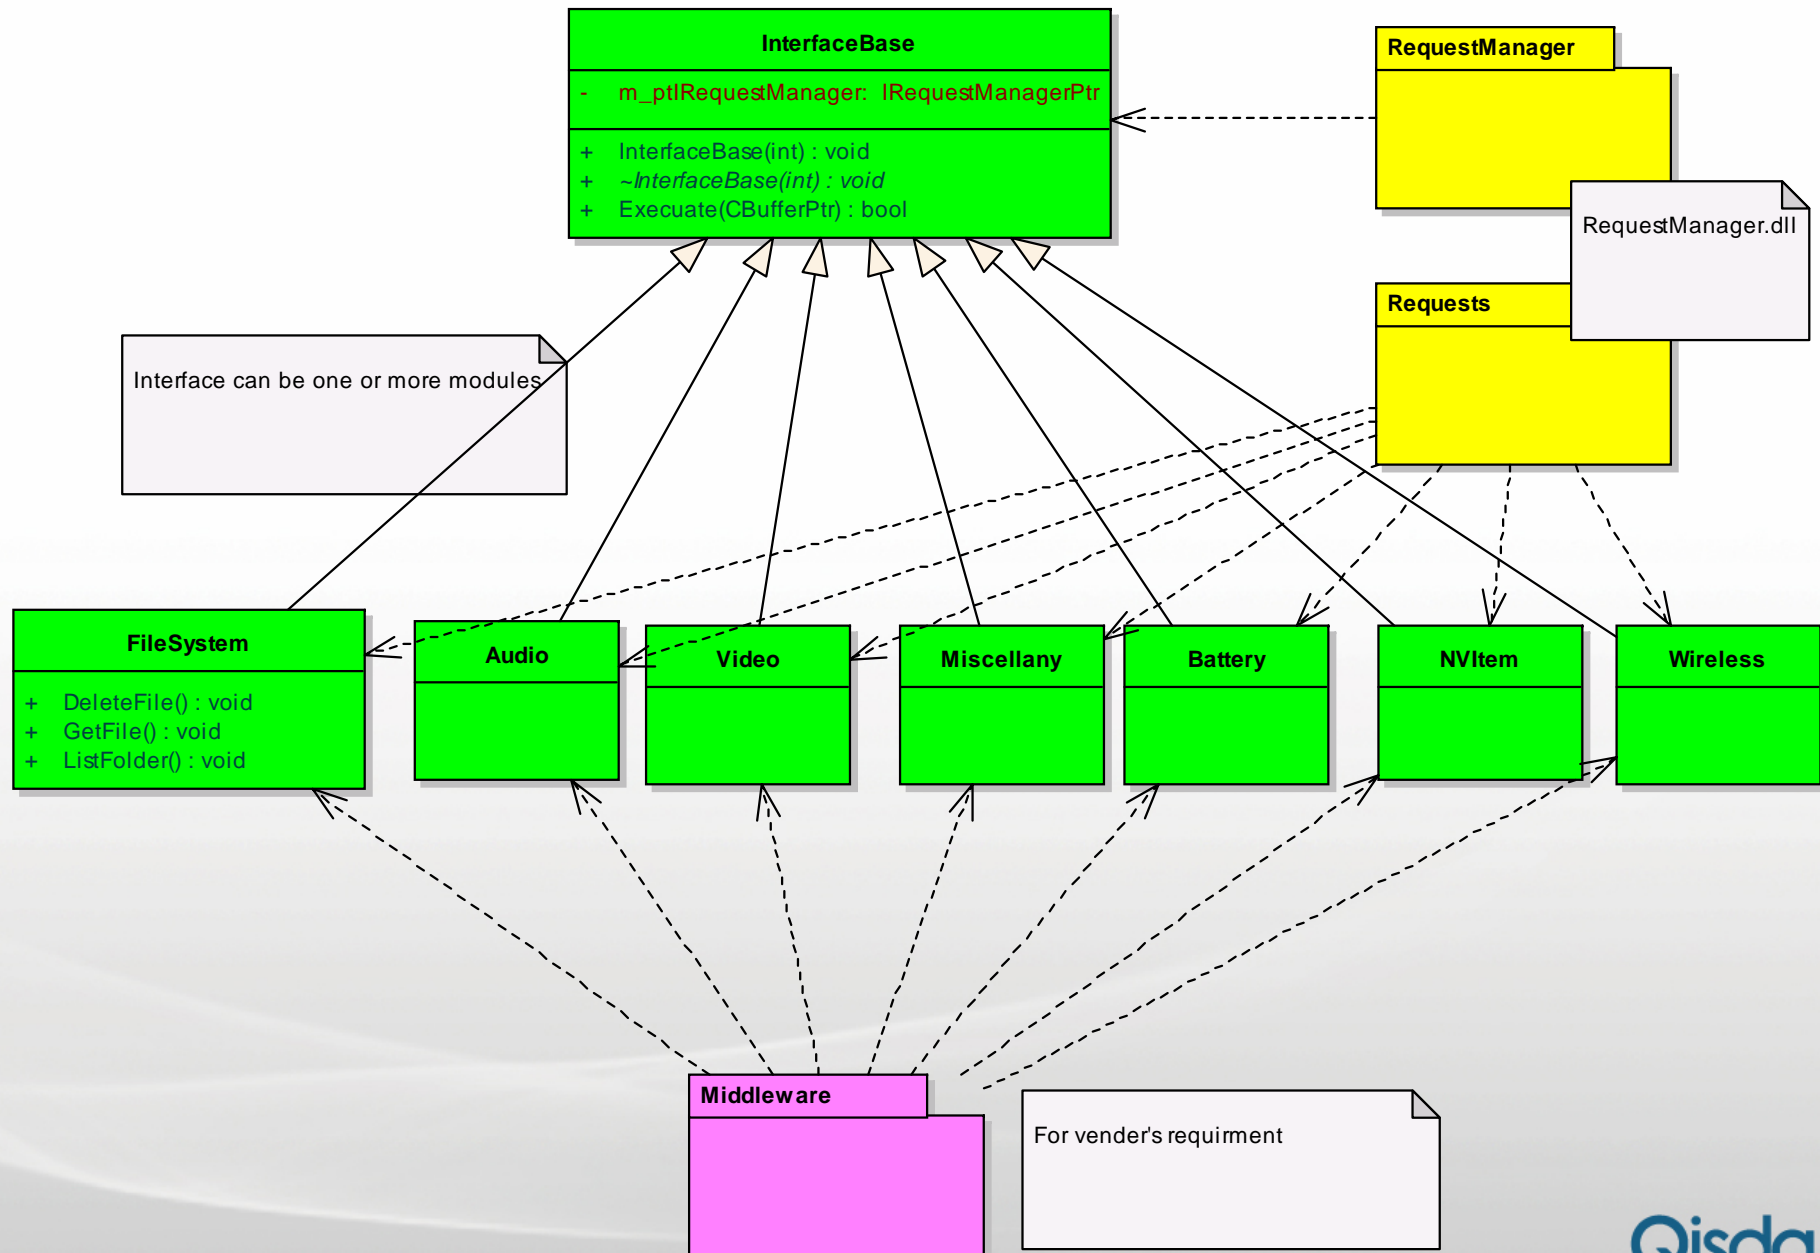 InterfaceBase
- m_ptIRequestManager: IRequestManagerPtr
+ InterfaceBase(int) : void
+ ~InterfaceBase(int) : void
+ Execuate(CBufferPtr) : bool
RequestManager
RequestManager.dll
Requests
Interface can be one or more modules
FileSystem
+ DeleteFile() : void
+ GetFile() : void
+ ListFolder() : void
Audio
Video
Miscellany
Battery
NVItem
Wireless
Middleware
For vender's requirment
Qisda